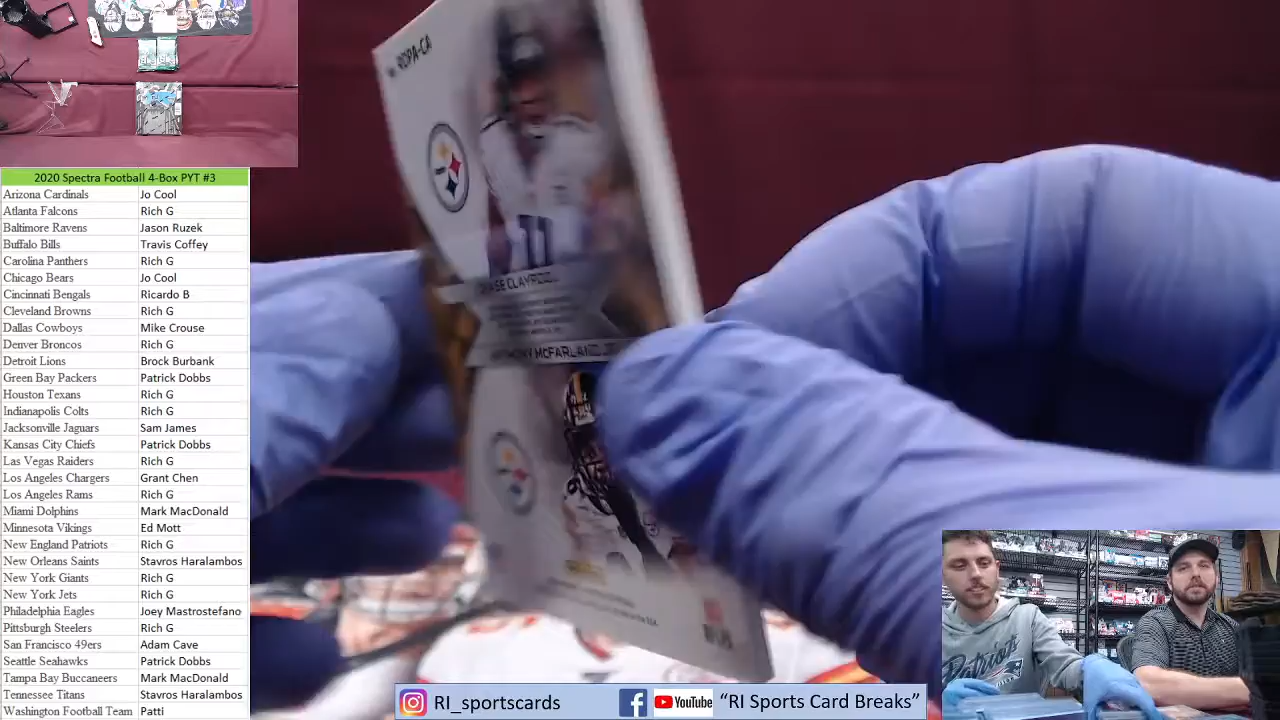 2020 Spectra Football 4-Box PYT #3
Arizona Cardinals Jo Cool
Atlanta Falcons Rich G
Baltimore Ravens Jason Ruzek
Buffalo Bills Travis Coffey
Carolina Panthers Rich G
Chicago Bears Jo Cool
Cincinnati Bengals Ricardo B
Cleveland Browns Rich G
Dallas Cowboys Mike Crouse
Denver Broncos Rich G
Detroit Lions Brock Burbank
Green Bay Packers Patrick Dobbs
Houston Texans Rich G
Indianapolis Colts Rich G
Jacksonville Jaguars Sam James
Kansas City Chiefs Patrick Dobbs
Las Vegas Raiders Rich G
Los Angeles Chargers Grant Chen
Los Angeles Rams Rich G
Miami Dolphins Mark MacDonald
Minnesota Vikings Ed Mott
New England Patriots Rich G
New Orleans Saints Stavros Haralambos
New York Giants Rich G
New York Jets Rich G
Philadelphia Eagles Joey Mastrostefano
Pittsburgh Steelers Rich G
San Francisco 49ers Adam Cave
Seattle Seahawks Patrick Dobbs
Tampa Bay Buccaneers Mark MacDonald
Tennessee Titans Stavros Haralambos
Washington Football Team Patti
RDPA-CA
11
ANTHONY MCFARLAND
Patriots
RI_sportscards
YouTube "RI Sports Card Breaks"